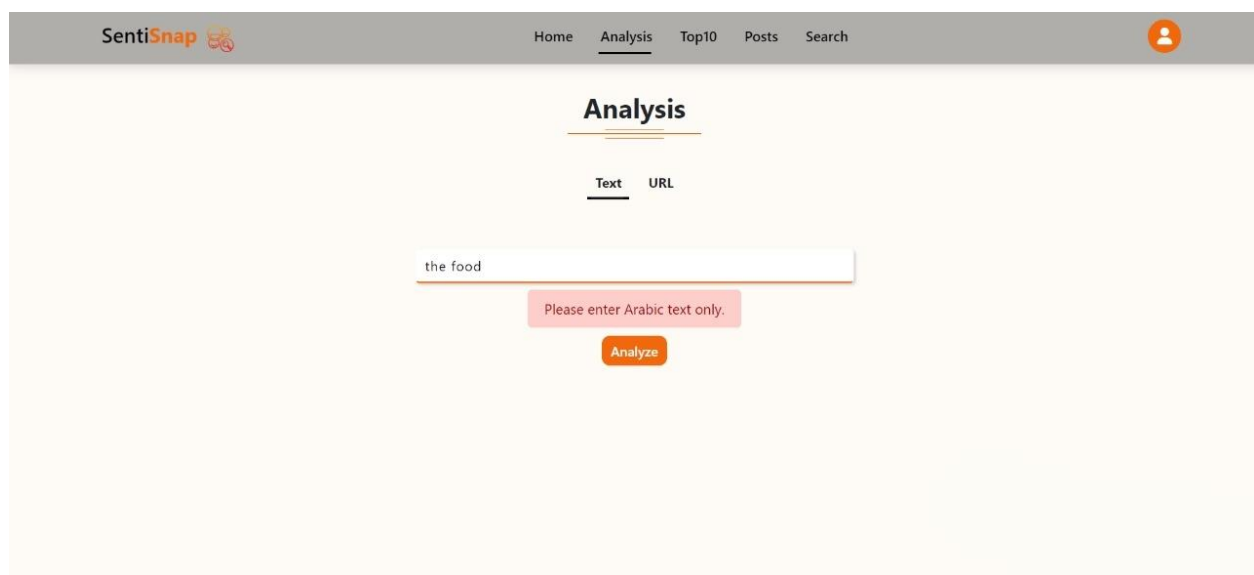 SentiSnap Home Analysis Top10 Posts Search
Analysis
Text URL
the food
Please enter Arabic text only.
Analyze